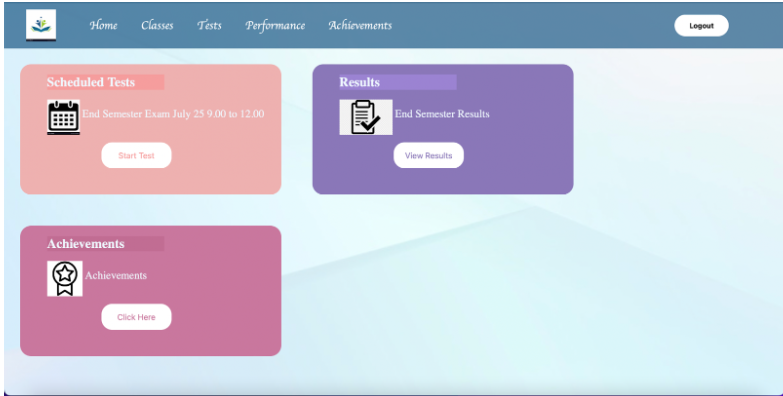 Home Classes Tests Performance Achievements Logout
Scheduled Tests
End Semester Exam July 25 9.00 to 12.00
Start Test
Results
End Semester Results
View Results
Achievements
Achievements
Click Here